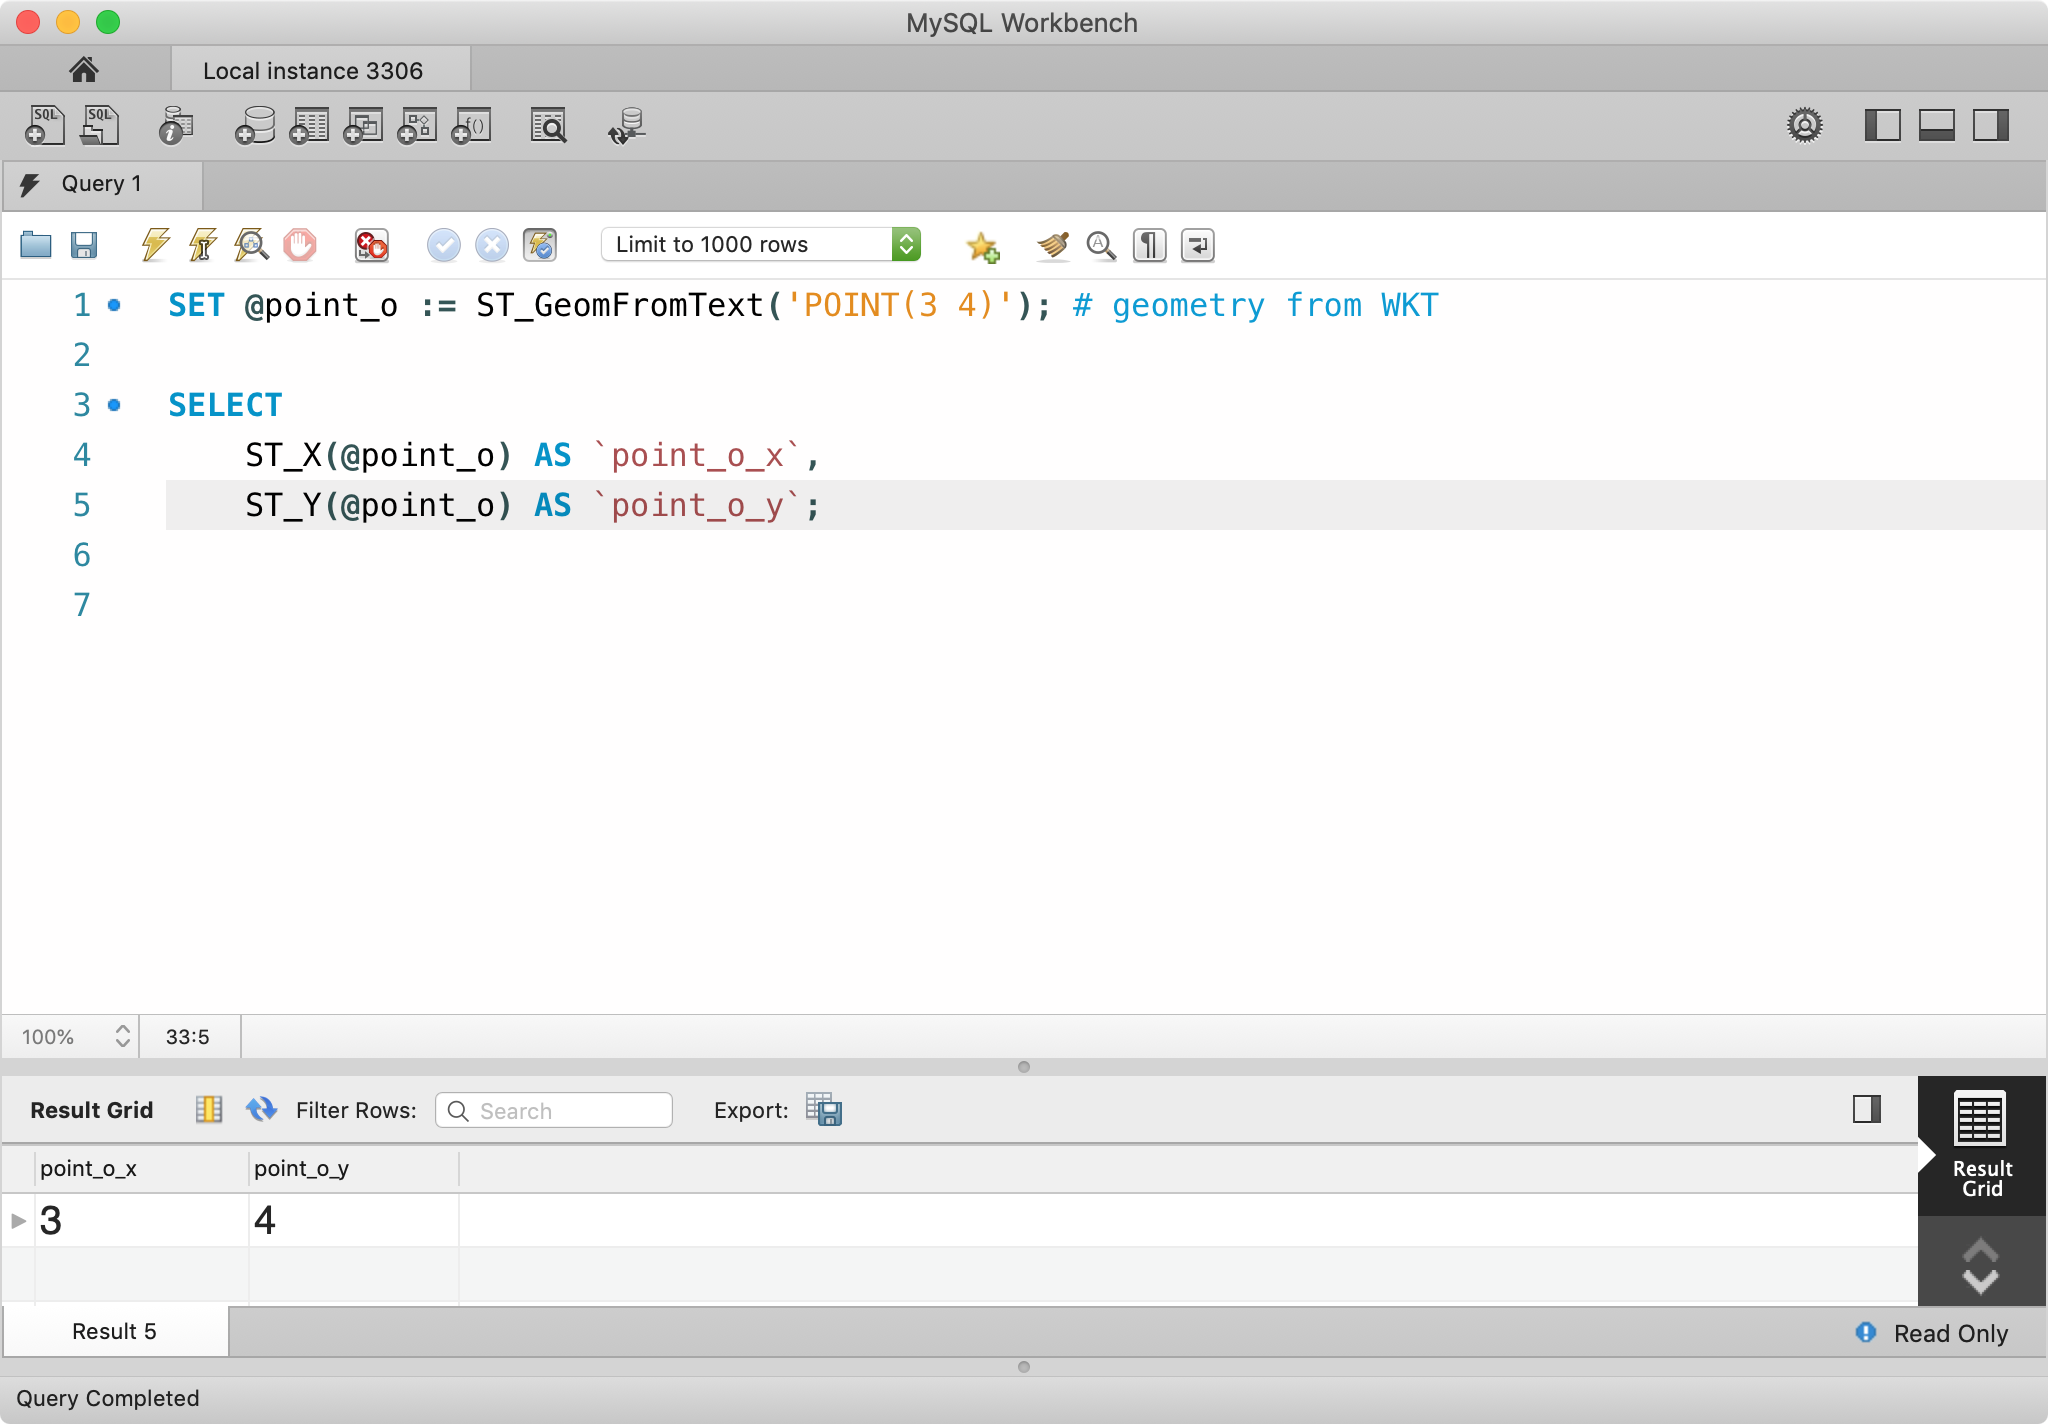 MySQL Workbench
Local instance 3306
SQL SQL f()
Query 1
Limit to 1000 rows
1 SET @point_o := ST_GeomFromText('POINT(3 4)'); # geometry from WKT
2
3 SELECT
4 ST_X(@point_o) AS `point_o_x`,
5 ST_Y(@point_o) AS `point_o_y`;
6
7
100% 33:5
Result Grid Filter Rows: Search Export:
point_o_x point_o_y
3 4
Result
Grid
Result 5 Read Only
Query Completed